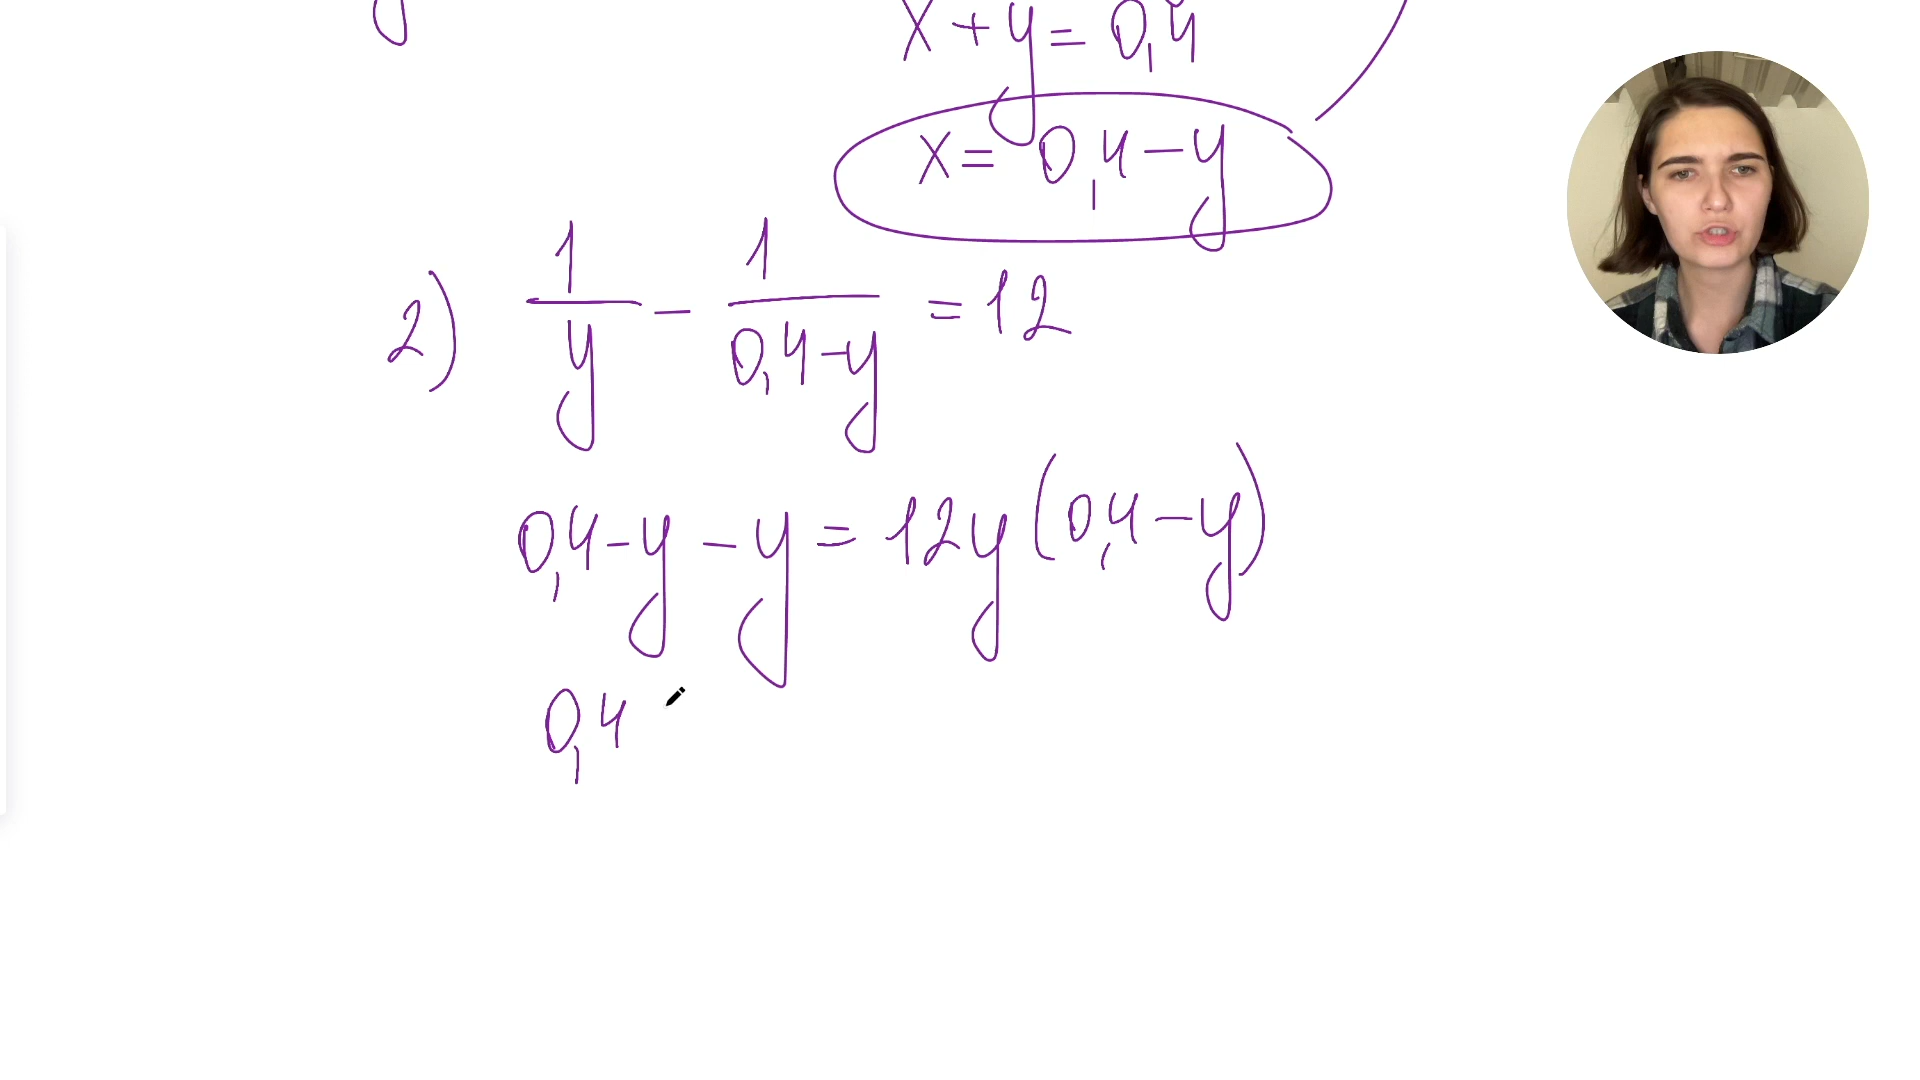 x + y = 0,4
x = 0,4 - y
2) 1/y - 1/(0,4 - y) = 12
0,4 - y - y = 12y(0,4 - y)
0,4